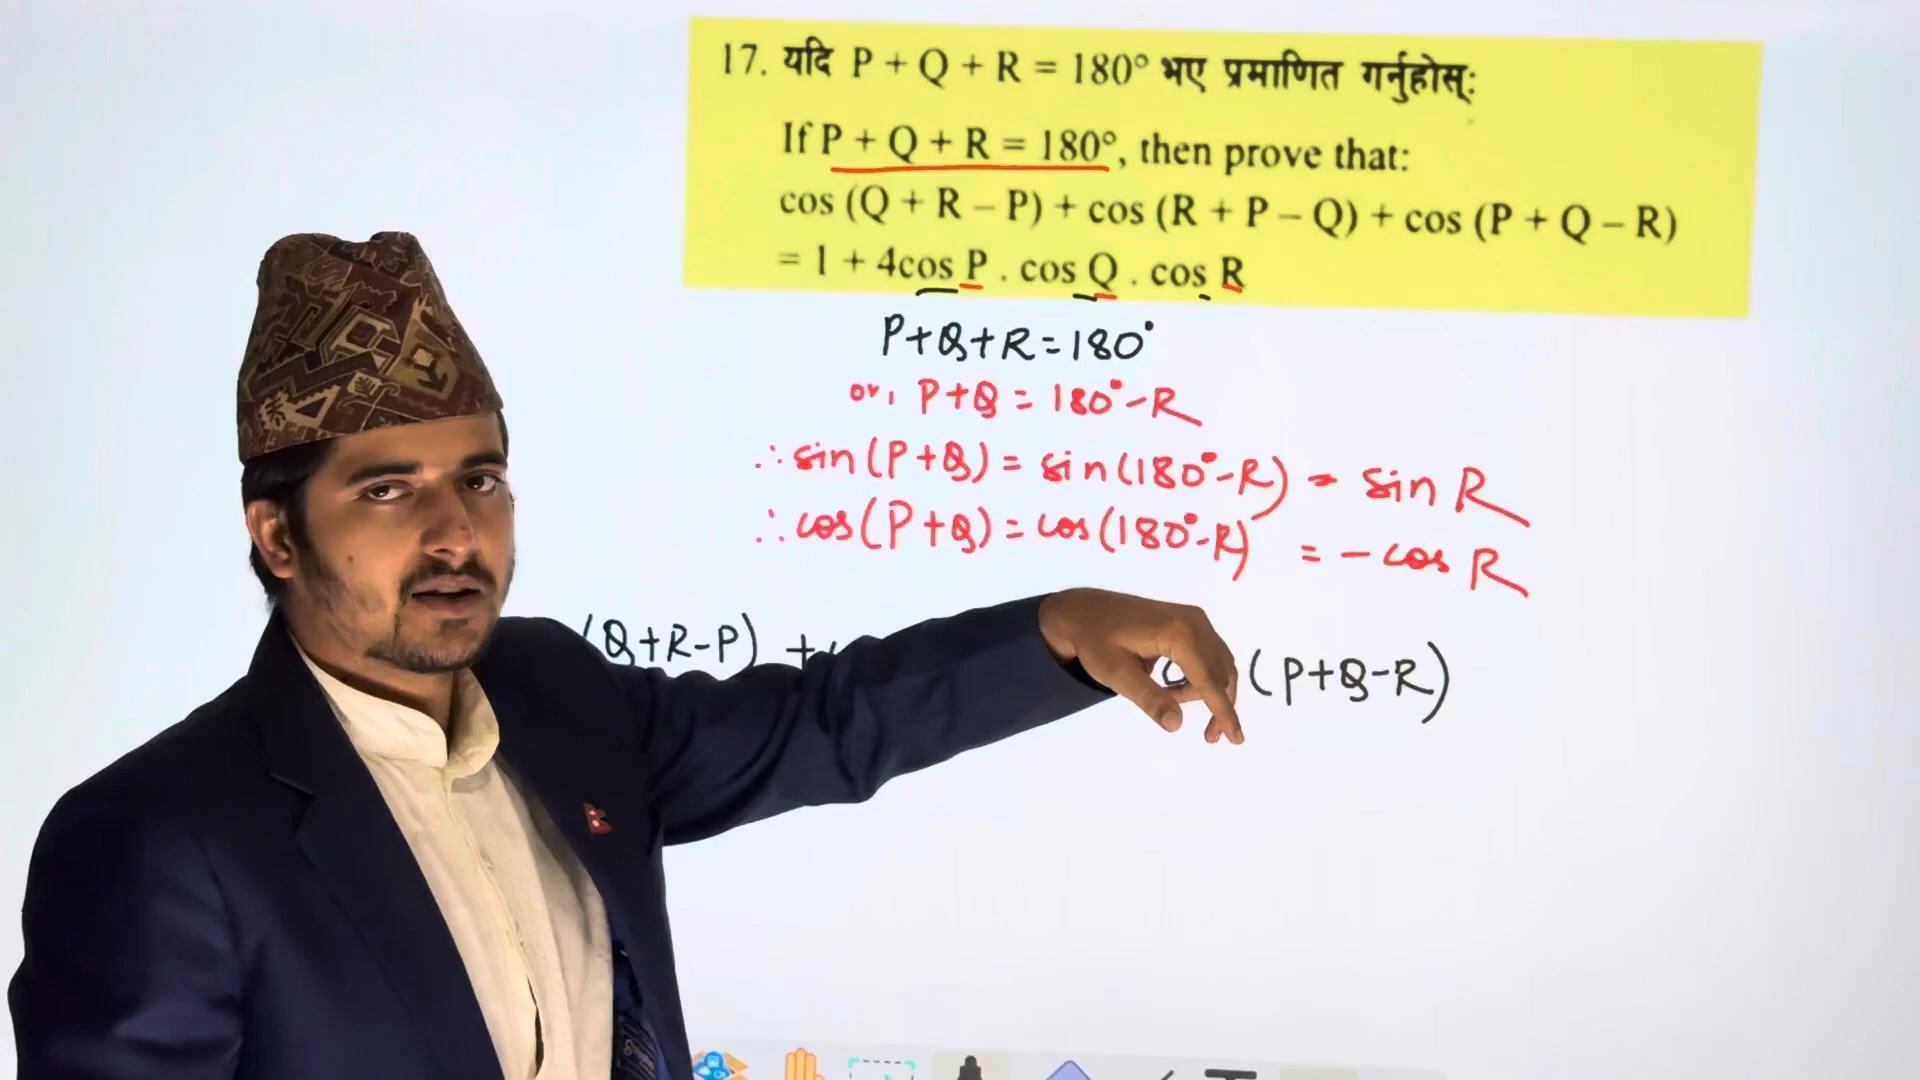 17. यदि P + Q + R = 180° भए प्रमाणित गर्नुहोस्:
If P + Q + R = 180°, then prove that:
cos (Q + R – P) + cos (R + P – Q) + cos (P + Q – R)
= 1 + 4cos P . cos Q . cos R
P+Q+R=180°
or, P+Q = 180°-R
∴ sin(P+Q) = sin(180°-R) = sin R
∴ cos(P+Q) = cos(180°-R) = - cos R
(Q+R-P) + (P+Q-R)